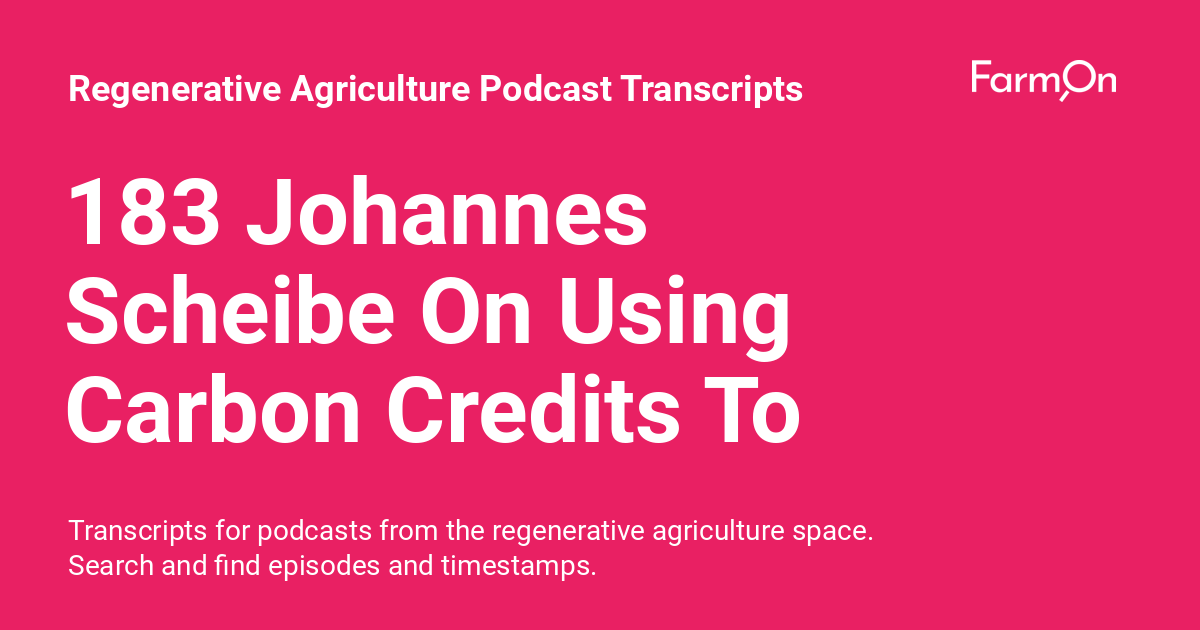 Regenerative Agriculture Podcast Transcripts
FarmOn
183 Johannes
Scheibe On Using
Carbon Credits To
Transcripts for podcasts from the regenerative agriculture space.
Search and find episodes and timestamps.